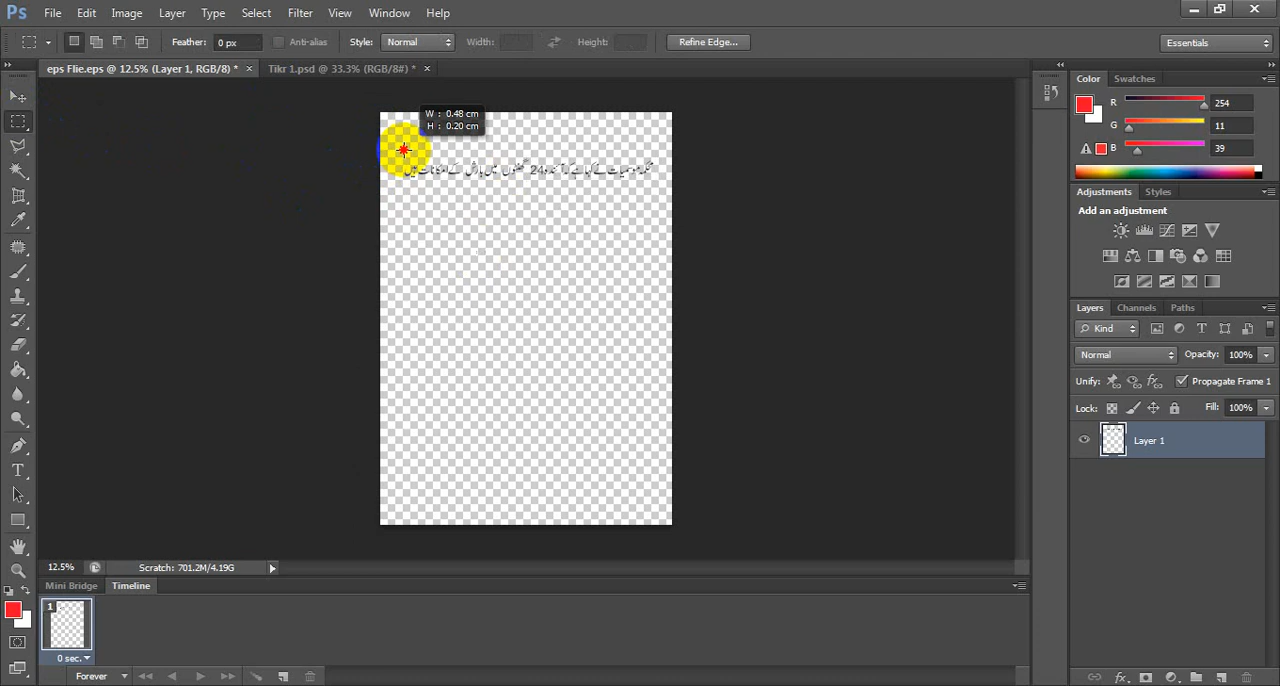 Ps File Edit Image Layer Type Select Filter View Window Help
Feather: 0 px Anti-alias Style: Normal Width: Height: Refine Edge... Essentials
eps Flie.eps @ 12.5% (Layer 1, RGB/8) * × Tikr 1.psd @ 33.3% (RGB/8#) * ×
W : 0.48 cm
H : 0.20 cm
محکمہ موسمیات نے کہا ہے کہ آئندہ 24 گھنٹوں میں بارش کے امکانات ہیں
Color Swatches
R 254
G 11
B 39
Adjustments Styles
Add an adjustment
Layers Channels Paths
Kind
Normal Opacity: 100%
Unify: Propagate Frame 1
Lock: Fill: 100%
Layer 1
12.5% Scratch: 701.2M/4.19G
Mini Bridge Timeline
1
0 sec.
Forever
fx